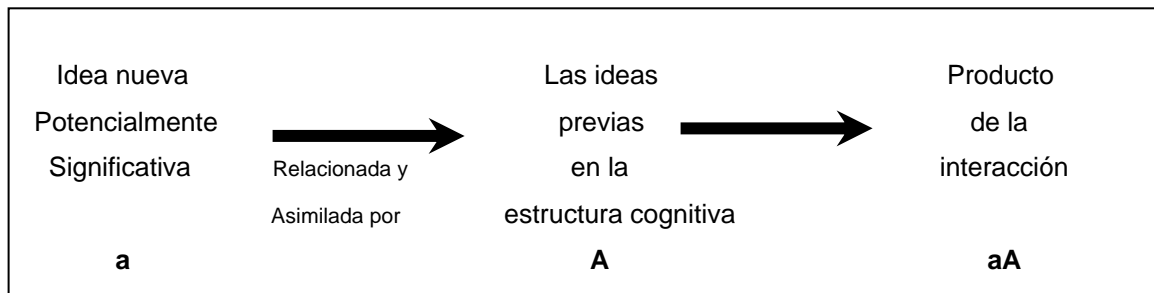 Idea nueva
Potencialmente
Significativa
a
Relacionada y
Asimilada por
Las ideas
previas
en la
estructura cognitiva
A
Producto
de la
interacción
aA